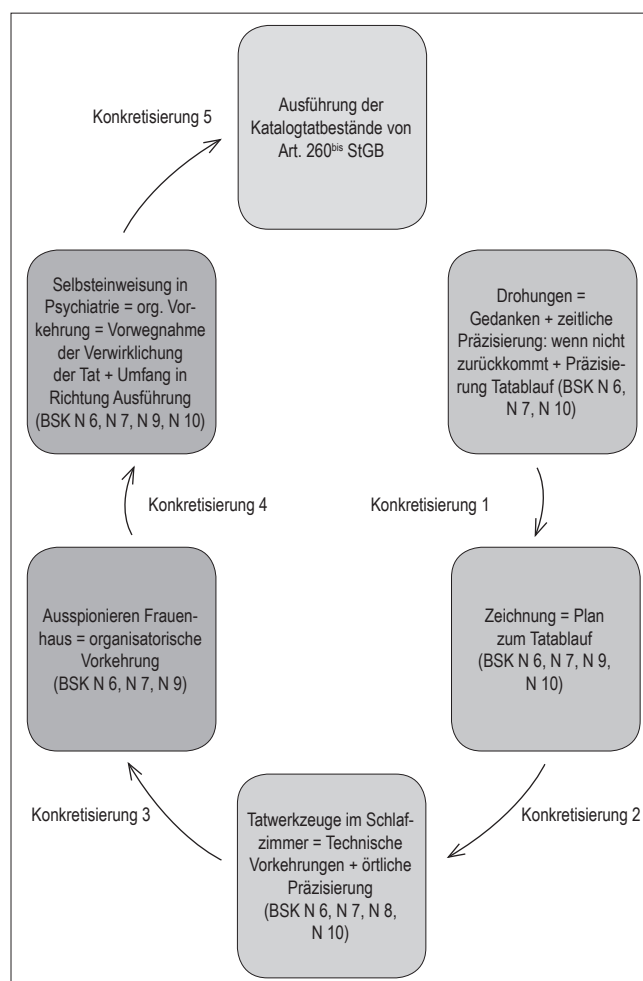 Ausführung der
Katalogtatbestände von
Art. 260bis StGB
Drohungen =
Gedanken + zeitliche
Präzisierung: wenn nicht
zurückkommt + Präzisie-
rung Tatablauf (BSK N 6,
N 7, N 10)
Konkretisierung 1
Zeichnung = Plan
zum Tatablauf
(BSK N 6, N 7, N 9,
N 10)
Konkretisierung 2
Tatwerkzeuge im Schlaf-
zimmer = Technische
Vorkehrungen + örtliche
Präzisierung
(BSK N 6, N 7, N 8,
N 10)
Konkretisierung 3
Ausspionieren Frauen-
haus = organisatorische
Vorkehrung
(BSK N 6, N 7, N 9)
Konkretisierung 4
Selbsteinweisung in
Psychiatrie = org. Vor-
kehrung = Vorwegnahme
der Verwirklichung
der Tat + Umfang in
Richtung Ausführung
(BSK N 6, N 7, N 9, N 10)
Konkretisierung 5